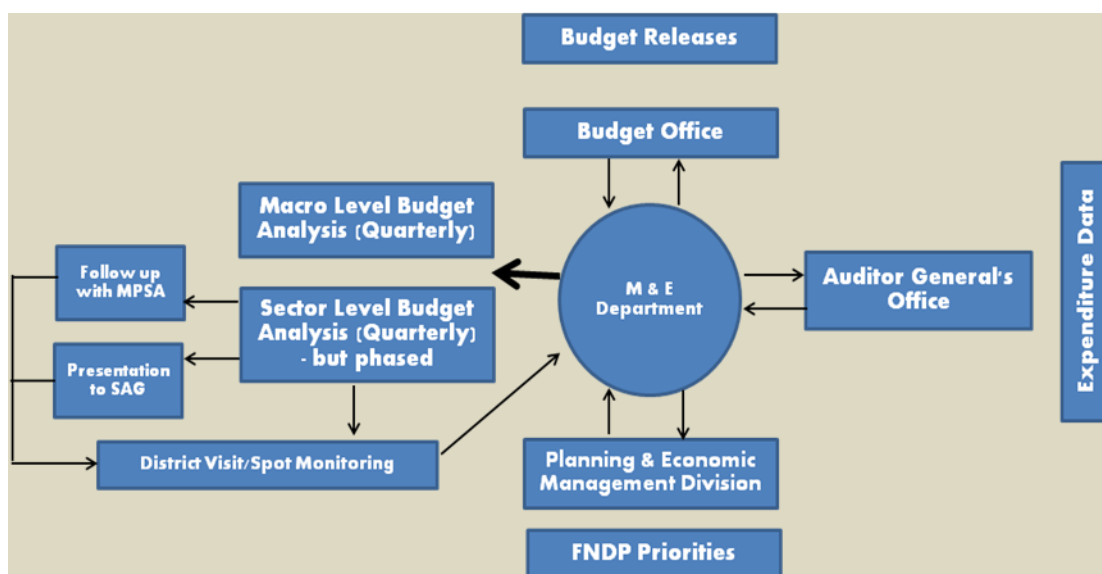 Budget Releases
Budget Office
Macro Level Budget
Analysis (Quarterly)
Follow up
with MPSA
Sector Level Budget
Analysis (Quarterly)
- but phased
Presentation
to SAG
District Visit/Spot Monitoring
M & E
Department
Auditor General's
Office
Expenditure Data
Planning & Economic
Management Division
FNDP Priorities